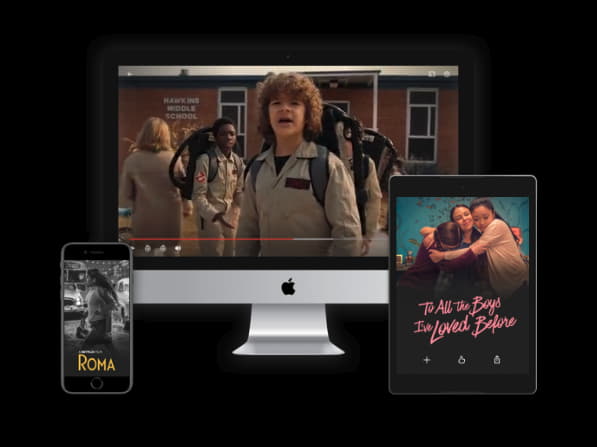 HAWKINS
MIDDLE
SCHOOL
To All the Boys
I've Loved Before
ROMA